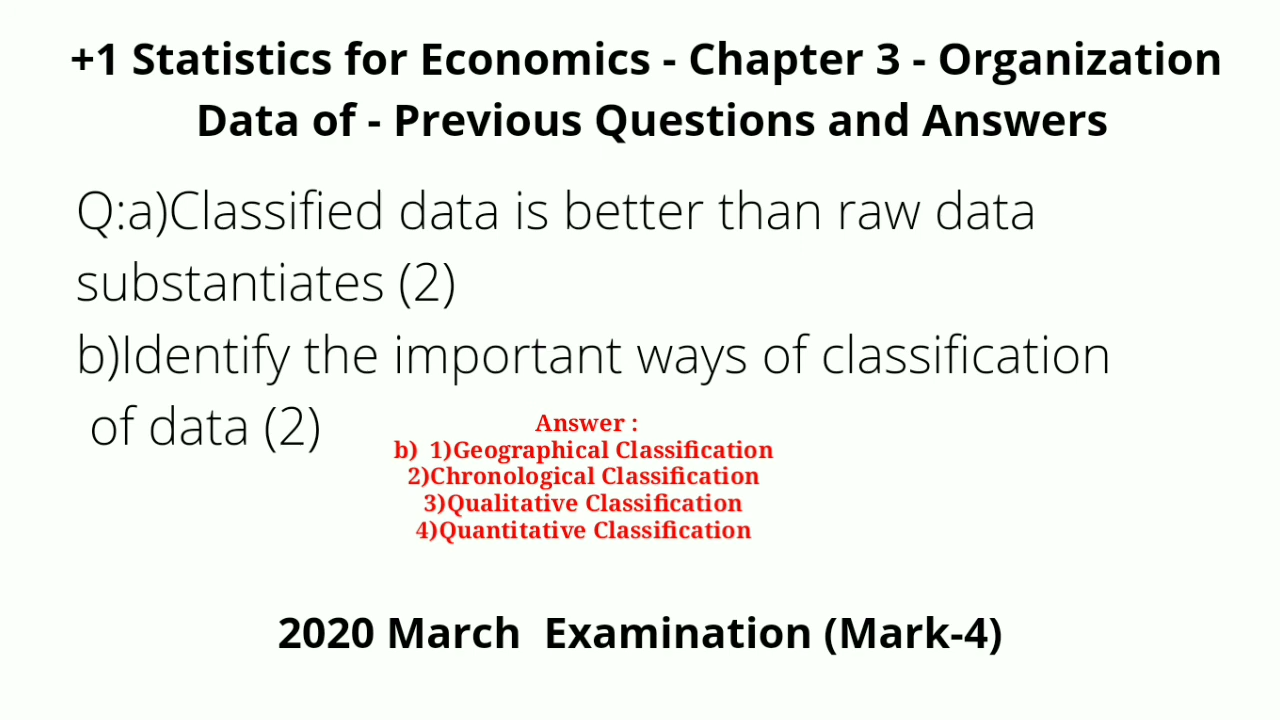 +1 Statistics for Economics - Chapter 3 - Organization
Data of - Previous Questions and Answers
Q:a)Classified data is better than raw data
substantiates (2)
b)Identify the important ways of classification
of data (2)
Answer :
b) 1)Geographical Classification
2)Chronological Classification
3)Qualitative Classification
4)Quantitative Classification
2020 March Examination (Mark-4)